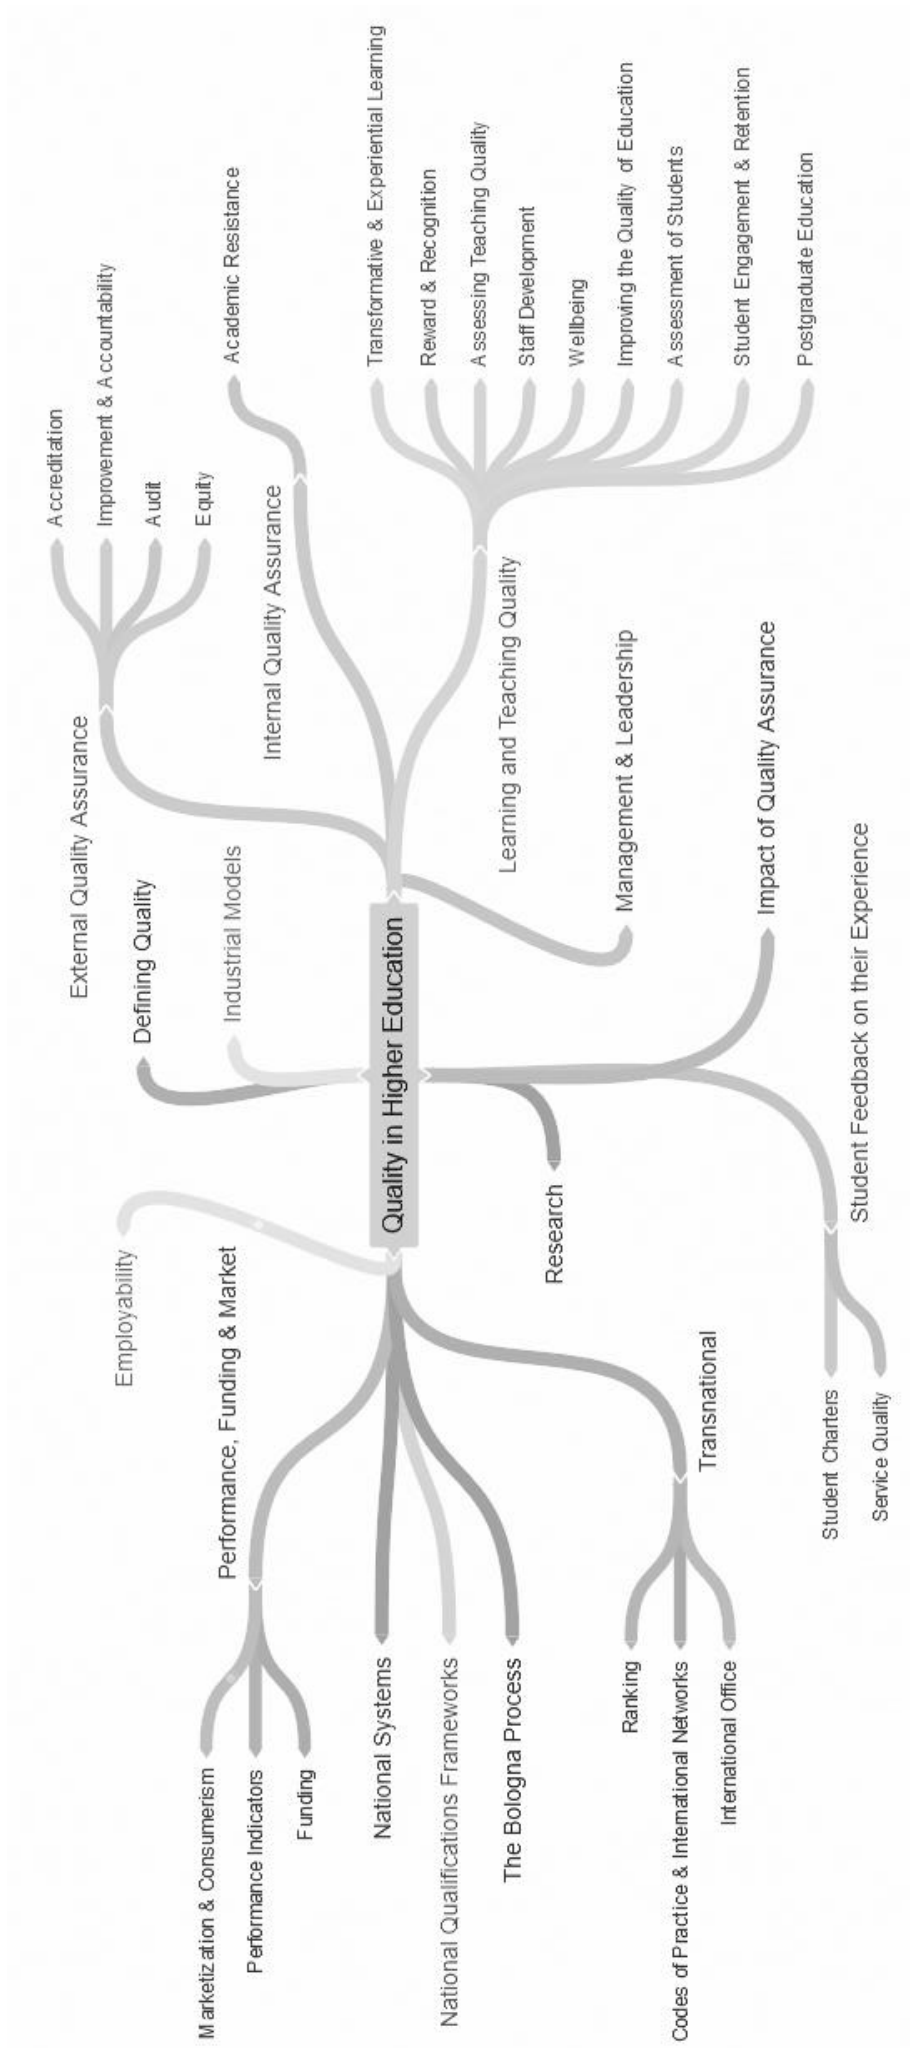 Quality in Higher Education
External Quality Assurance
Accreditation
Improvement & Accountability
Audit
Equity
Internal Quality Assurance
Academic Resistance
Learning and Teaching Quality
Transformative & Experiential Learning
Reward & Recognition
Assessing Teaching Quality
Staff Development
Wellbeing
Improving the Quality of Education
Assessment of Students
Student Engagement & Retention
Postgraduate Education
Management & Leadership
Defining Quality
Industrial Models
Impact of Quality Assurance
Student Feedback on their Experience
Student Charters
Service Quality
Research
Employability
Performance, Funding & Market
Marketization & Consumerism
Performance Indicators
Funding
National Systems
National Qualifications Frameworks
The Bologna Process
Transnational
Ranking
Codes of Practice & International Networks
International Office